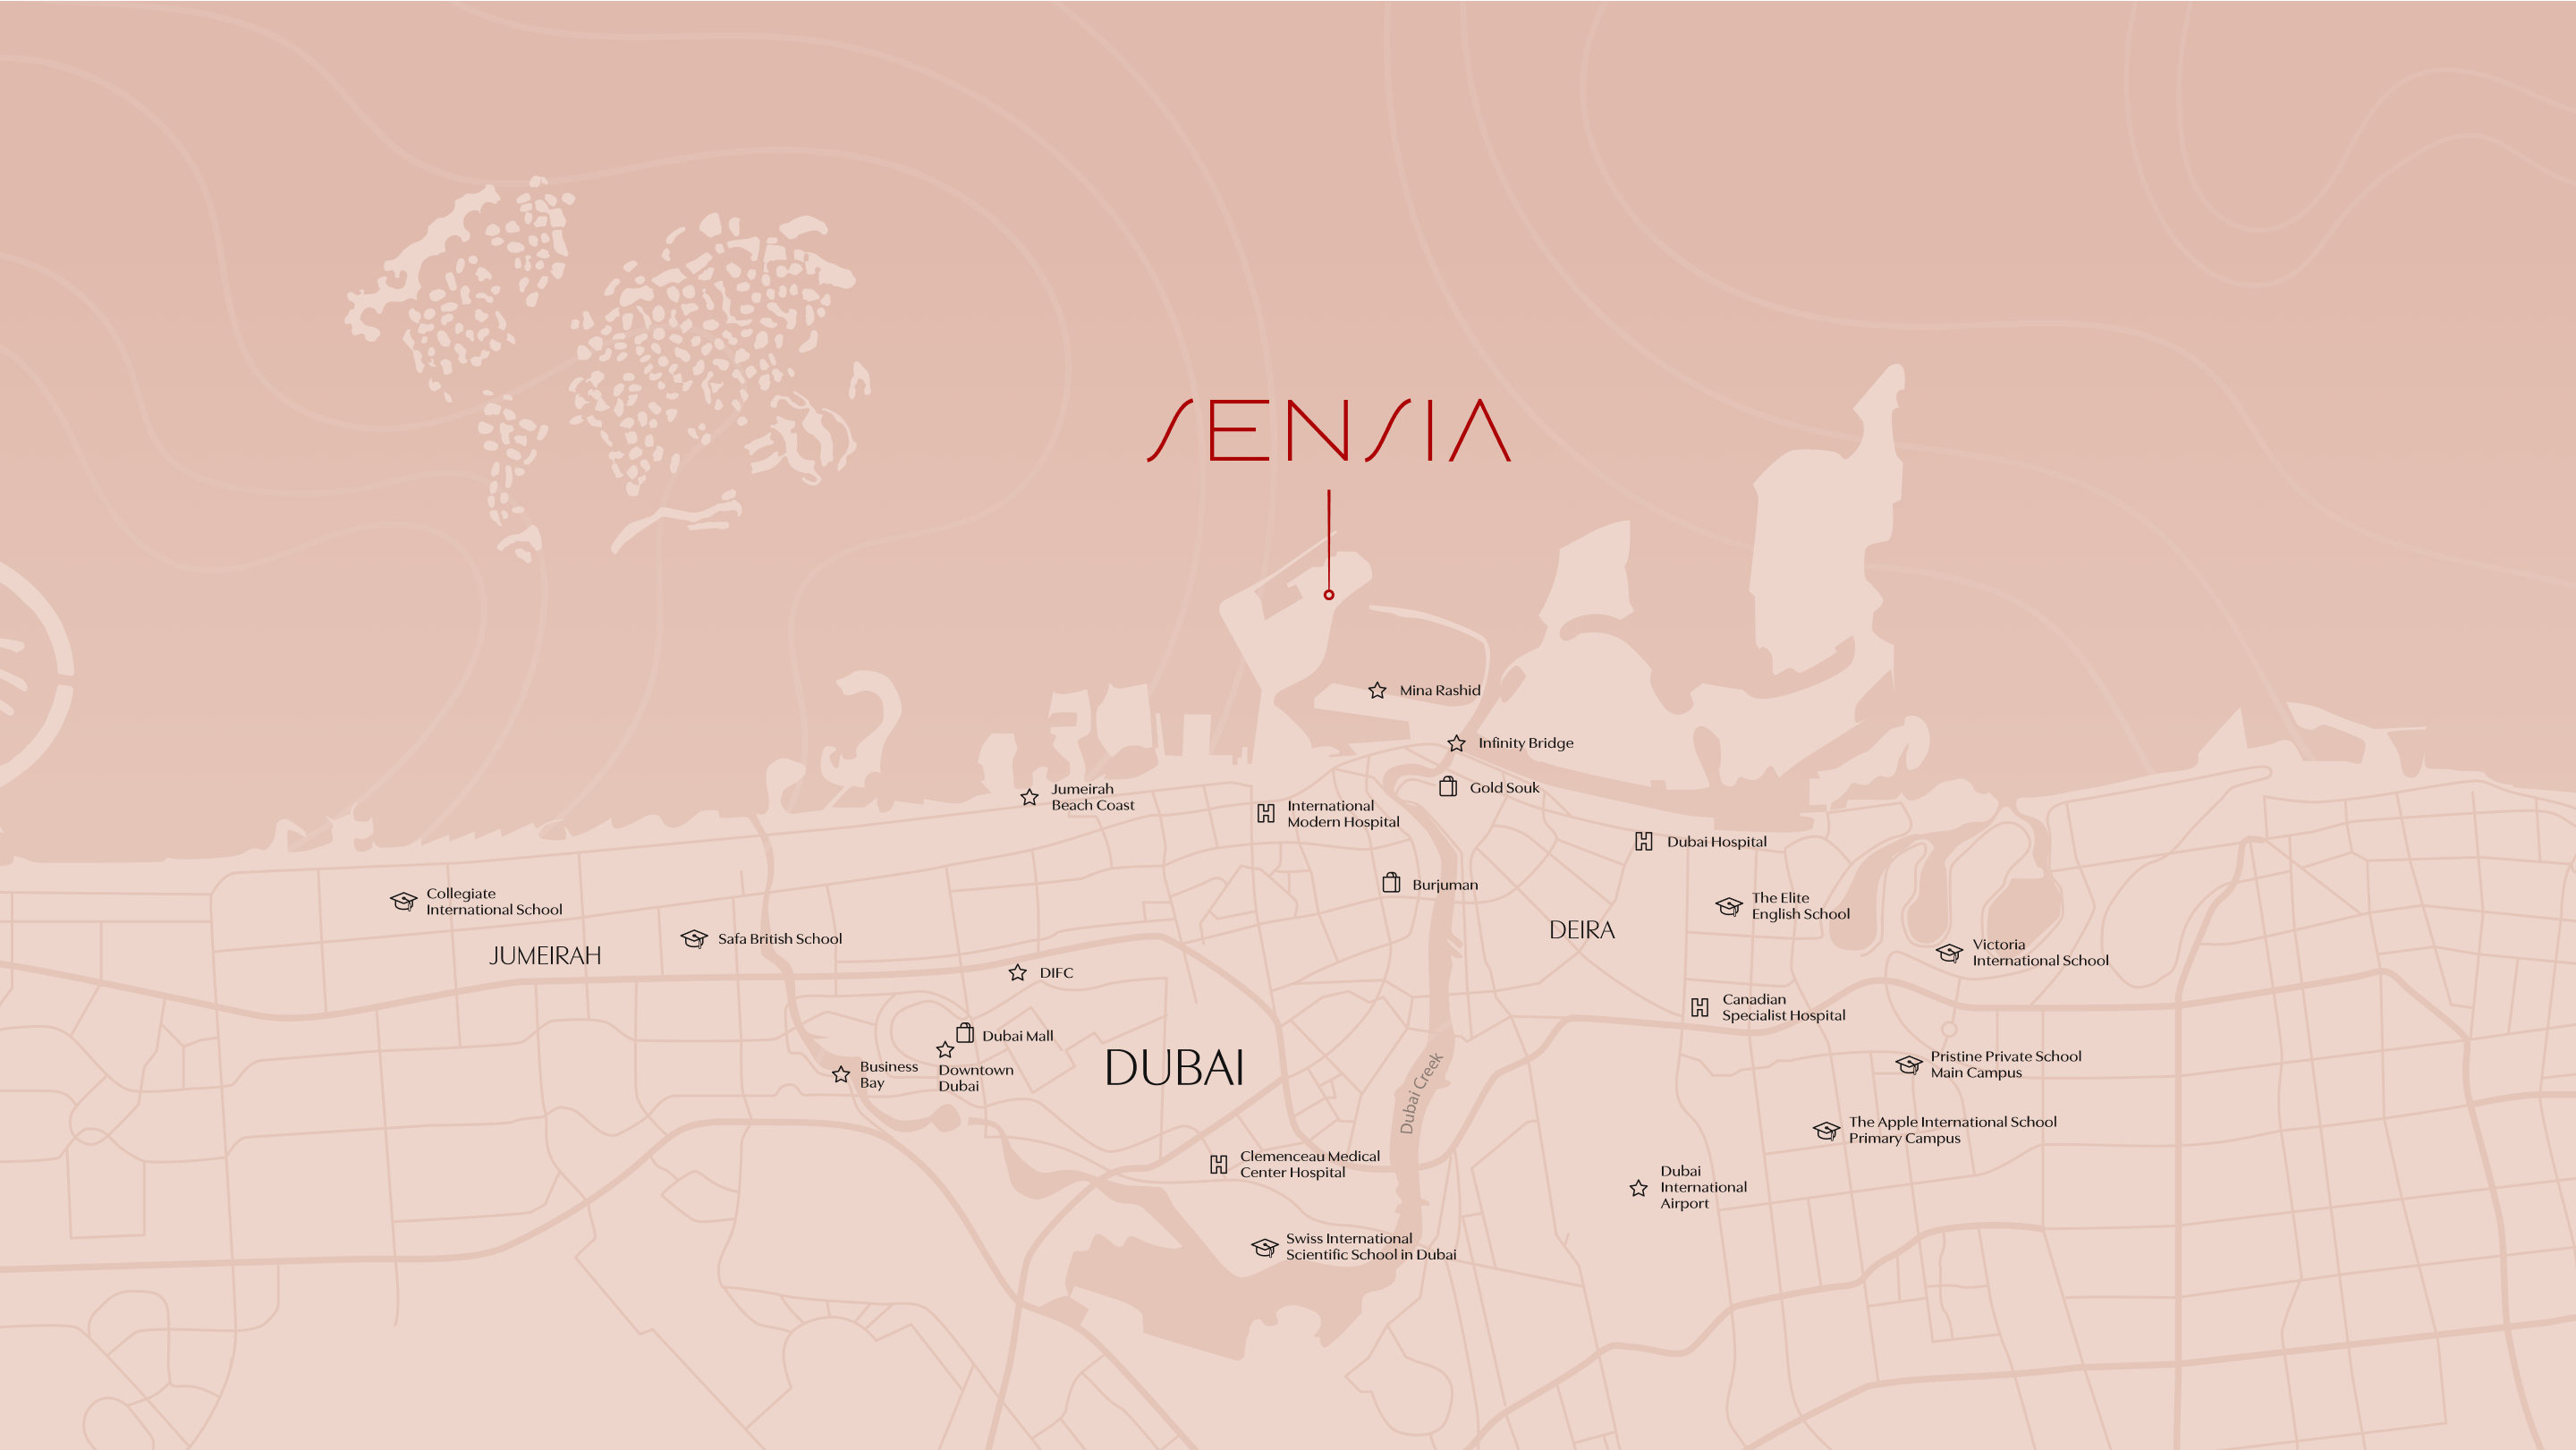 SENSIA
Mina Rashid
Infinity Bridge
Gold Souk
Jumeirah
Beach Coast
International
Modern Hospital
Dubai Hospital
Burjuman
Collegiate
International School
The Elite
English School
DEIRA
Safa British School
JUMEIRAH
Victoria
International School
DIFC
Canadian
Specialist Hospital
Dubai Mall
Business
Bay
Downtown
Dubai
DUBAI
Dubai Creek
Pristine Private School
Main Campus
The Apple International School
Primary Campus
Clemenceau Medical
Center Hospital
Dubai
International
Airport
Swiss International
Scientific School in Dubai